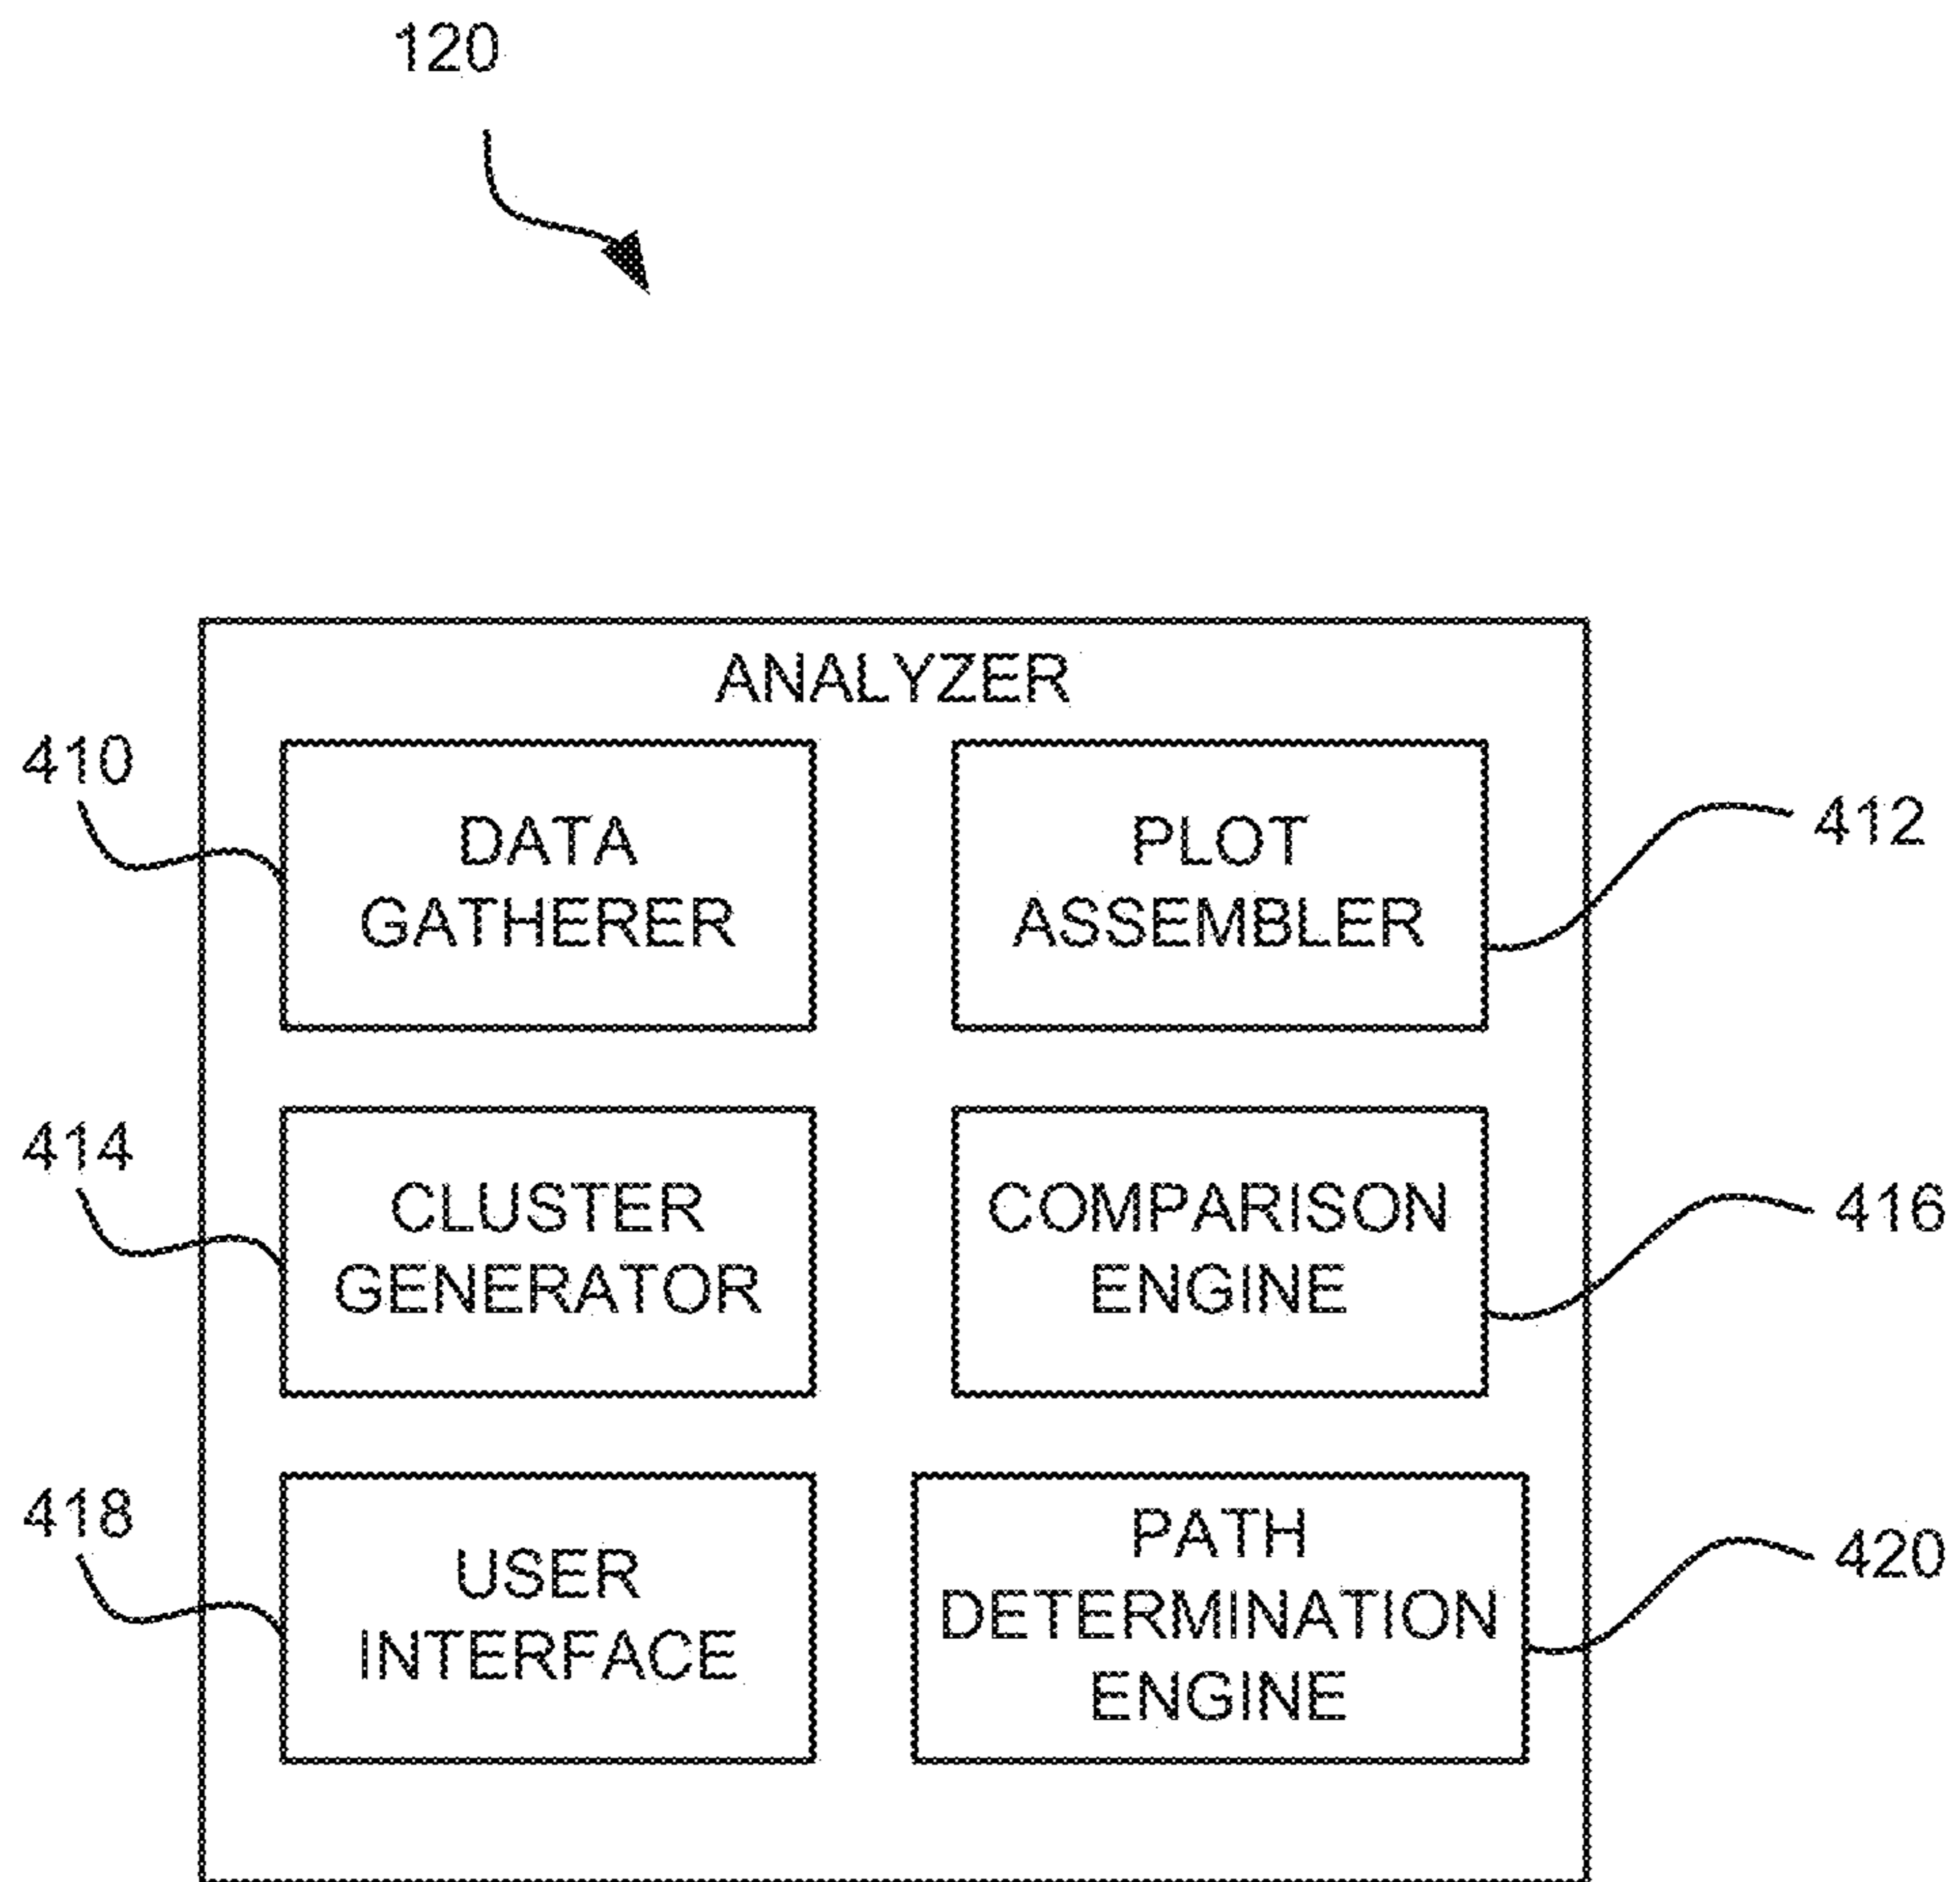 120
ANALYZER
410
DATA
GATHERER
PLOT
ASSEMBLER
412
414
CLUSTER
GENERATOR
COMPARISON
ENGINE
416
418
USER
INTERFACE
PATH
DETERMINATION
ENGINE
420